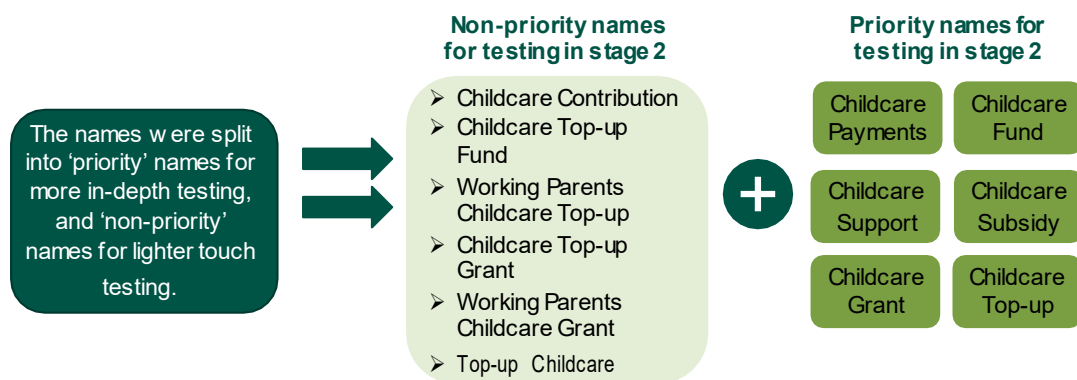 Non-priority names
for testing in stage 2
Priority names for
testing in stage 2
The names were split
into ‘priority’ names for
more in-depth testing,
and ‘non-priority’
names for lighter touch
testing.
➢ Childcare Contribution
➢ Childcare Top-up
Fund
➢ Working Parents
Childcare Top-up
➢ Childcare Top-up
Grant
➢ Working Parents
Childcare Grant
➢ Top-up Childcare
+
Childcare
Payments
Childcare
Fund
Childcare
Support
Childcare
Subsidy
Childcare
Grant
Childcare
Top-up